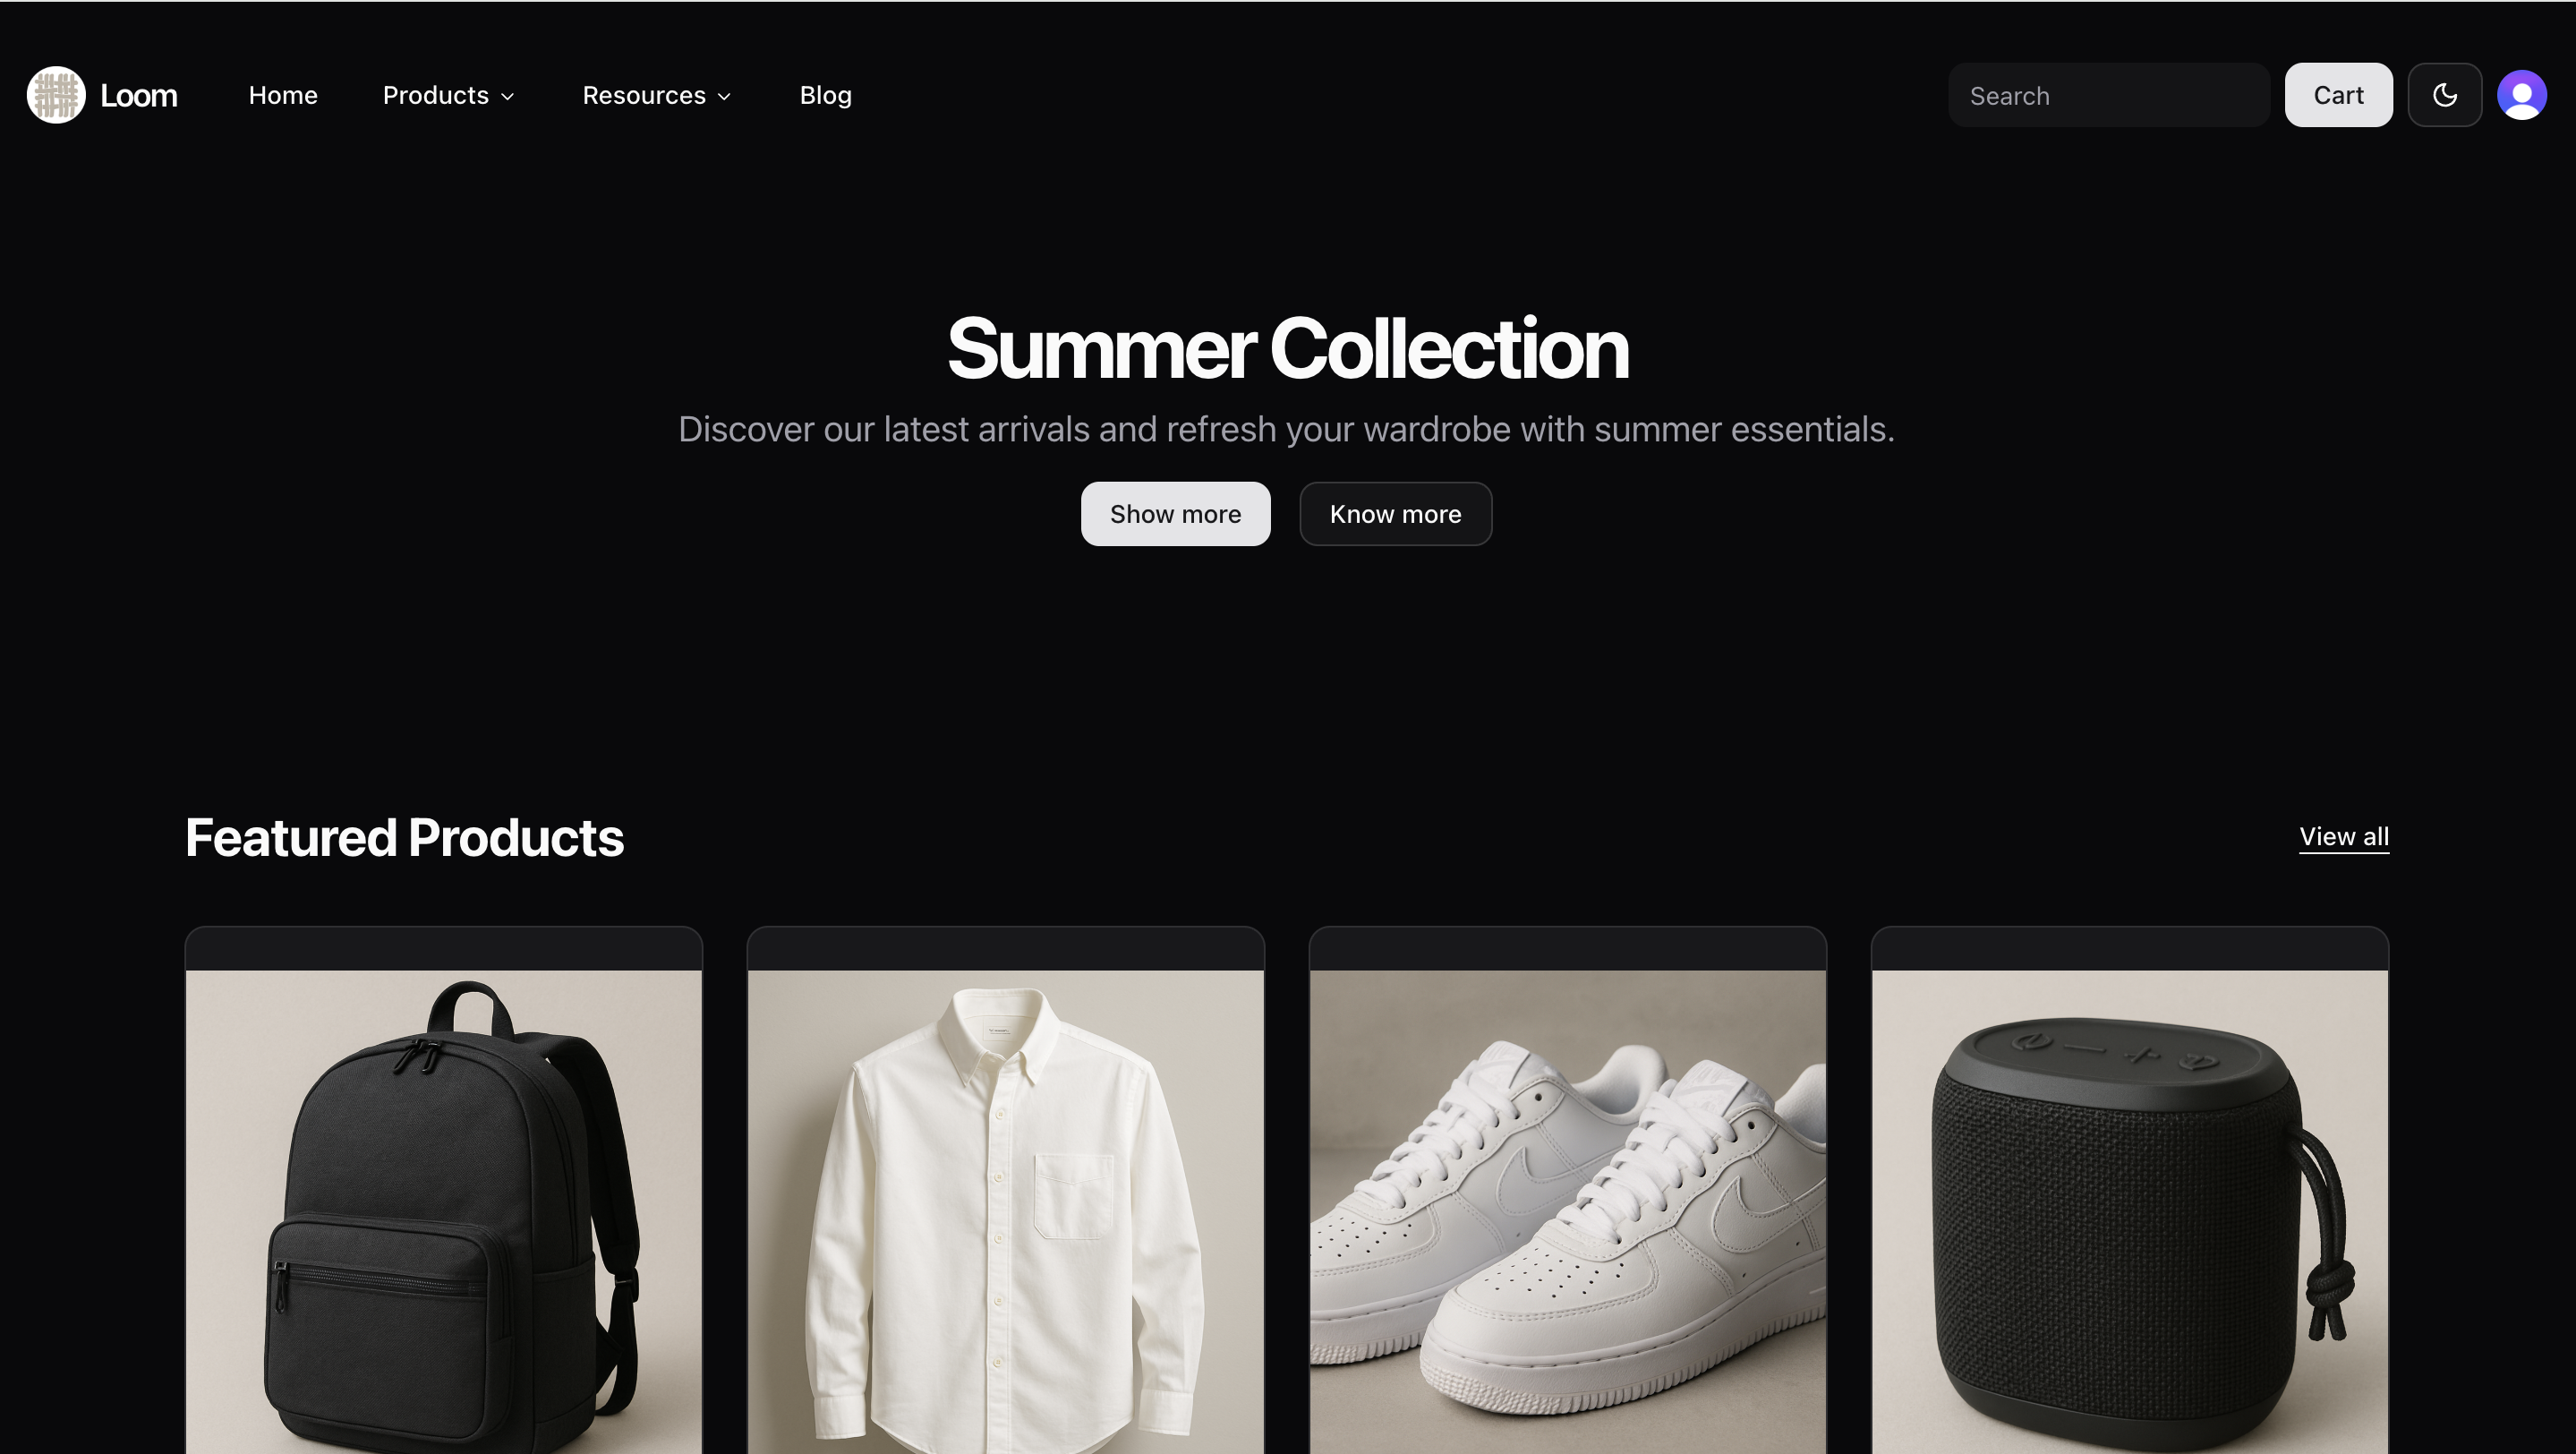 Loom
Home
Products
Resources
Blog
Search
Cart
Summer Collection
Discover our latest arrivals and refresh your wardrobe with summer essentials.
Show more
Know more
Featured Products
View all